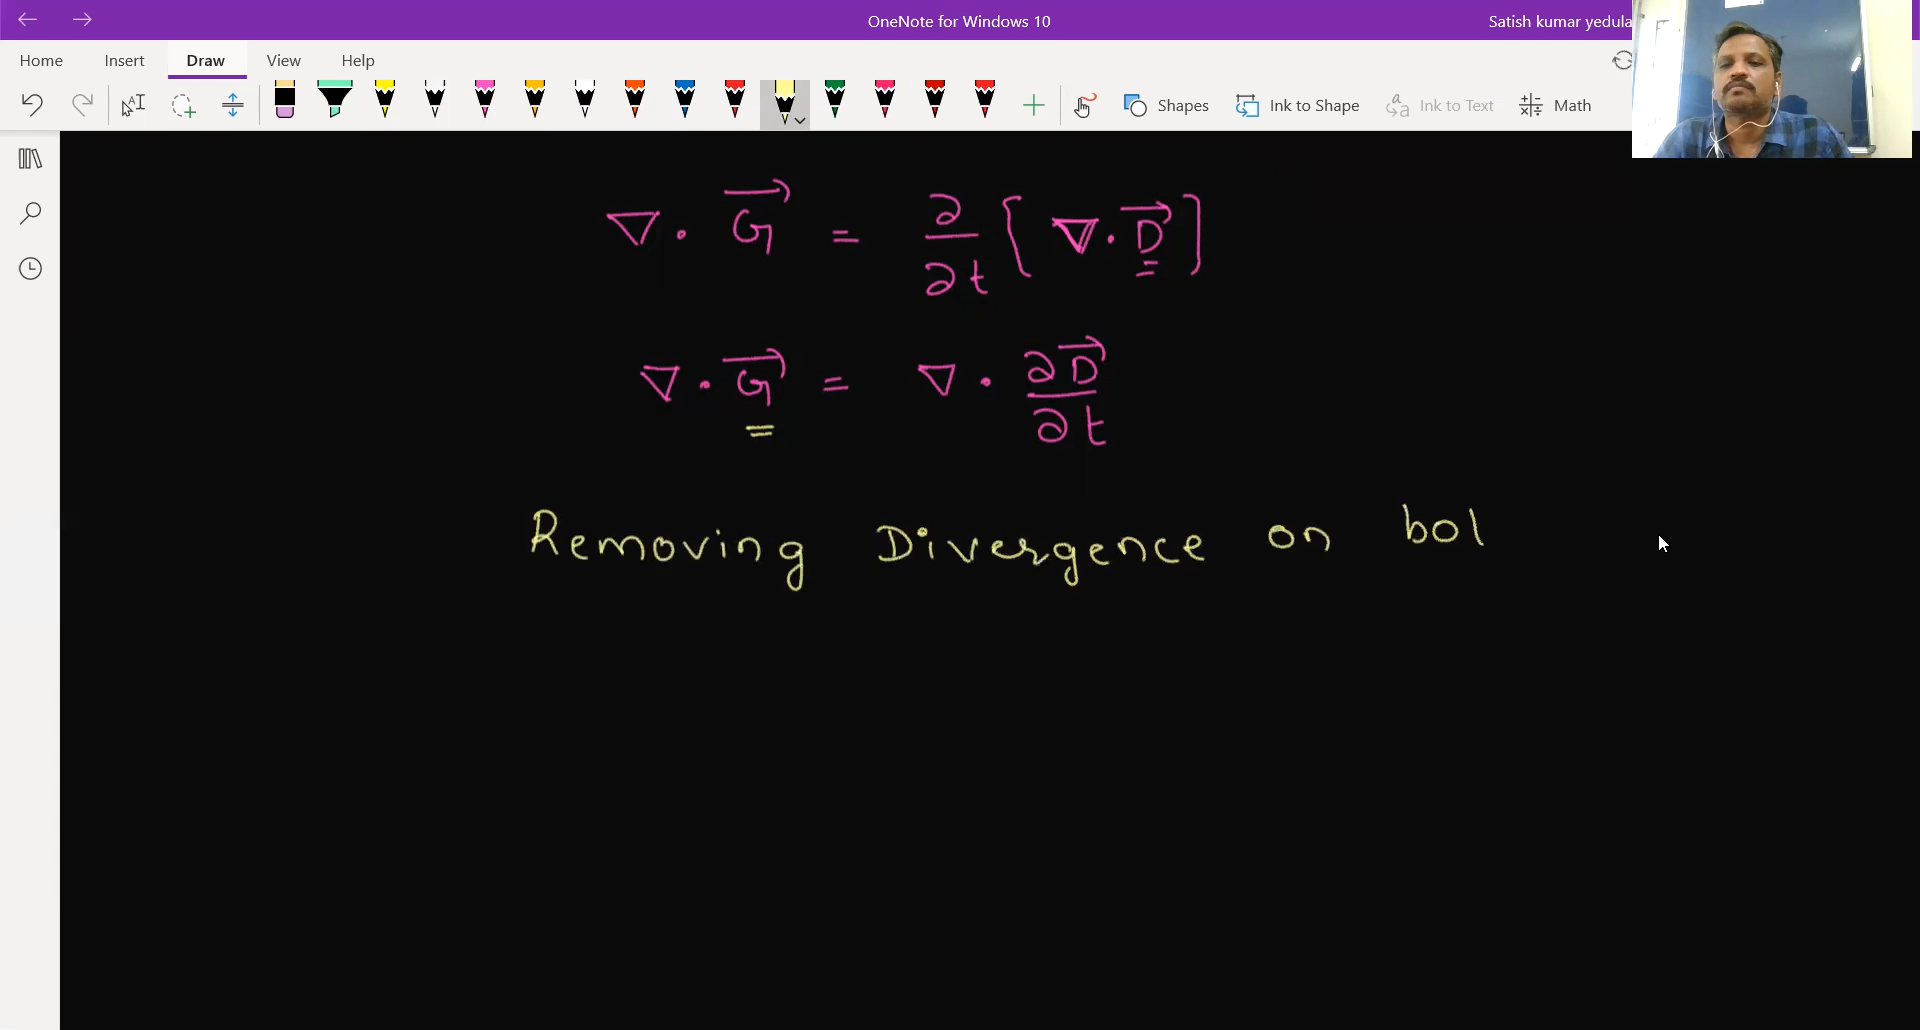 OneNote for Windows 10
Satish kumar yedula
Home Insert Draw View Help
Shapes Ink to Shape Ink to Text Math
∇ · G⃗ = ∂/∂t [ ∇ · D⃗ ]
∇ · G⃗ = ∇ · ∂D⃗/∂t
Removing Divergence on bol